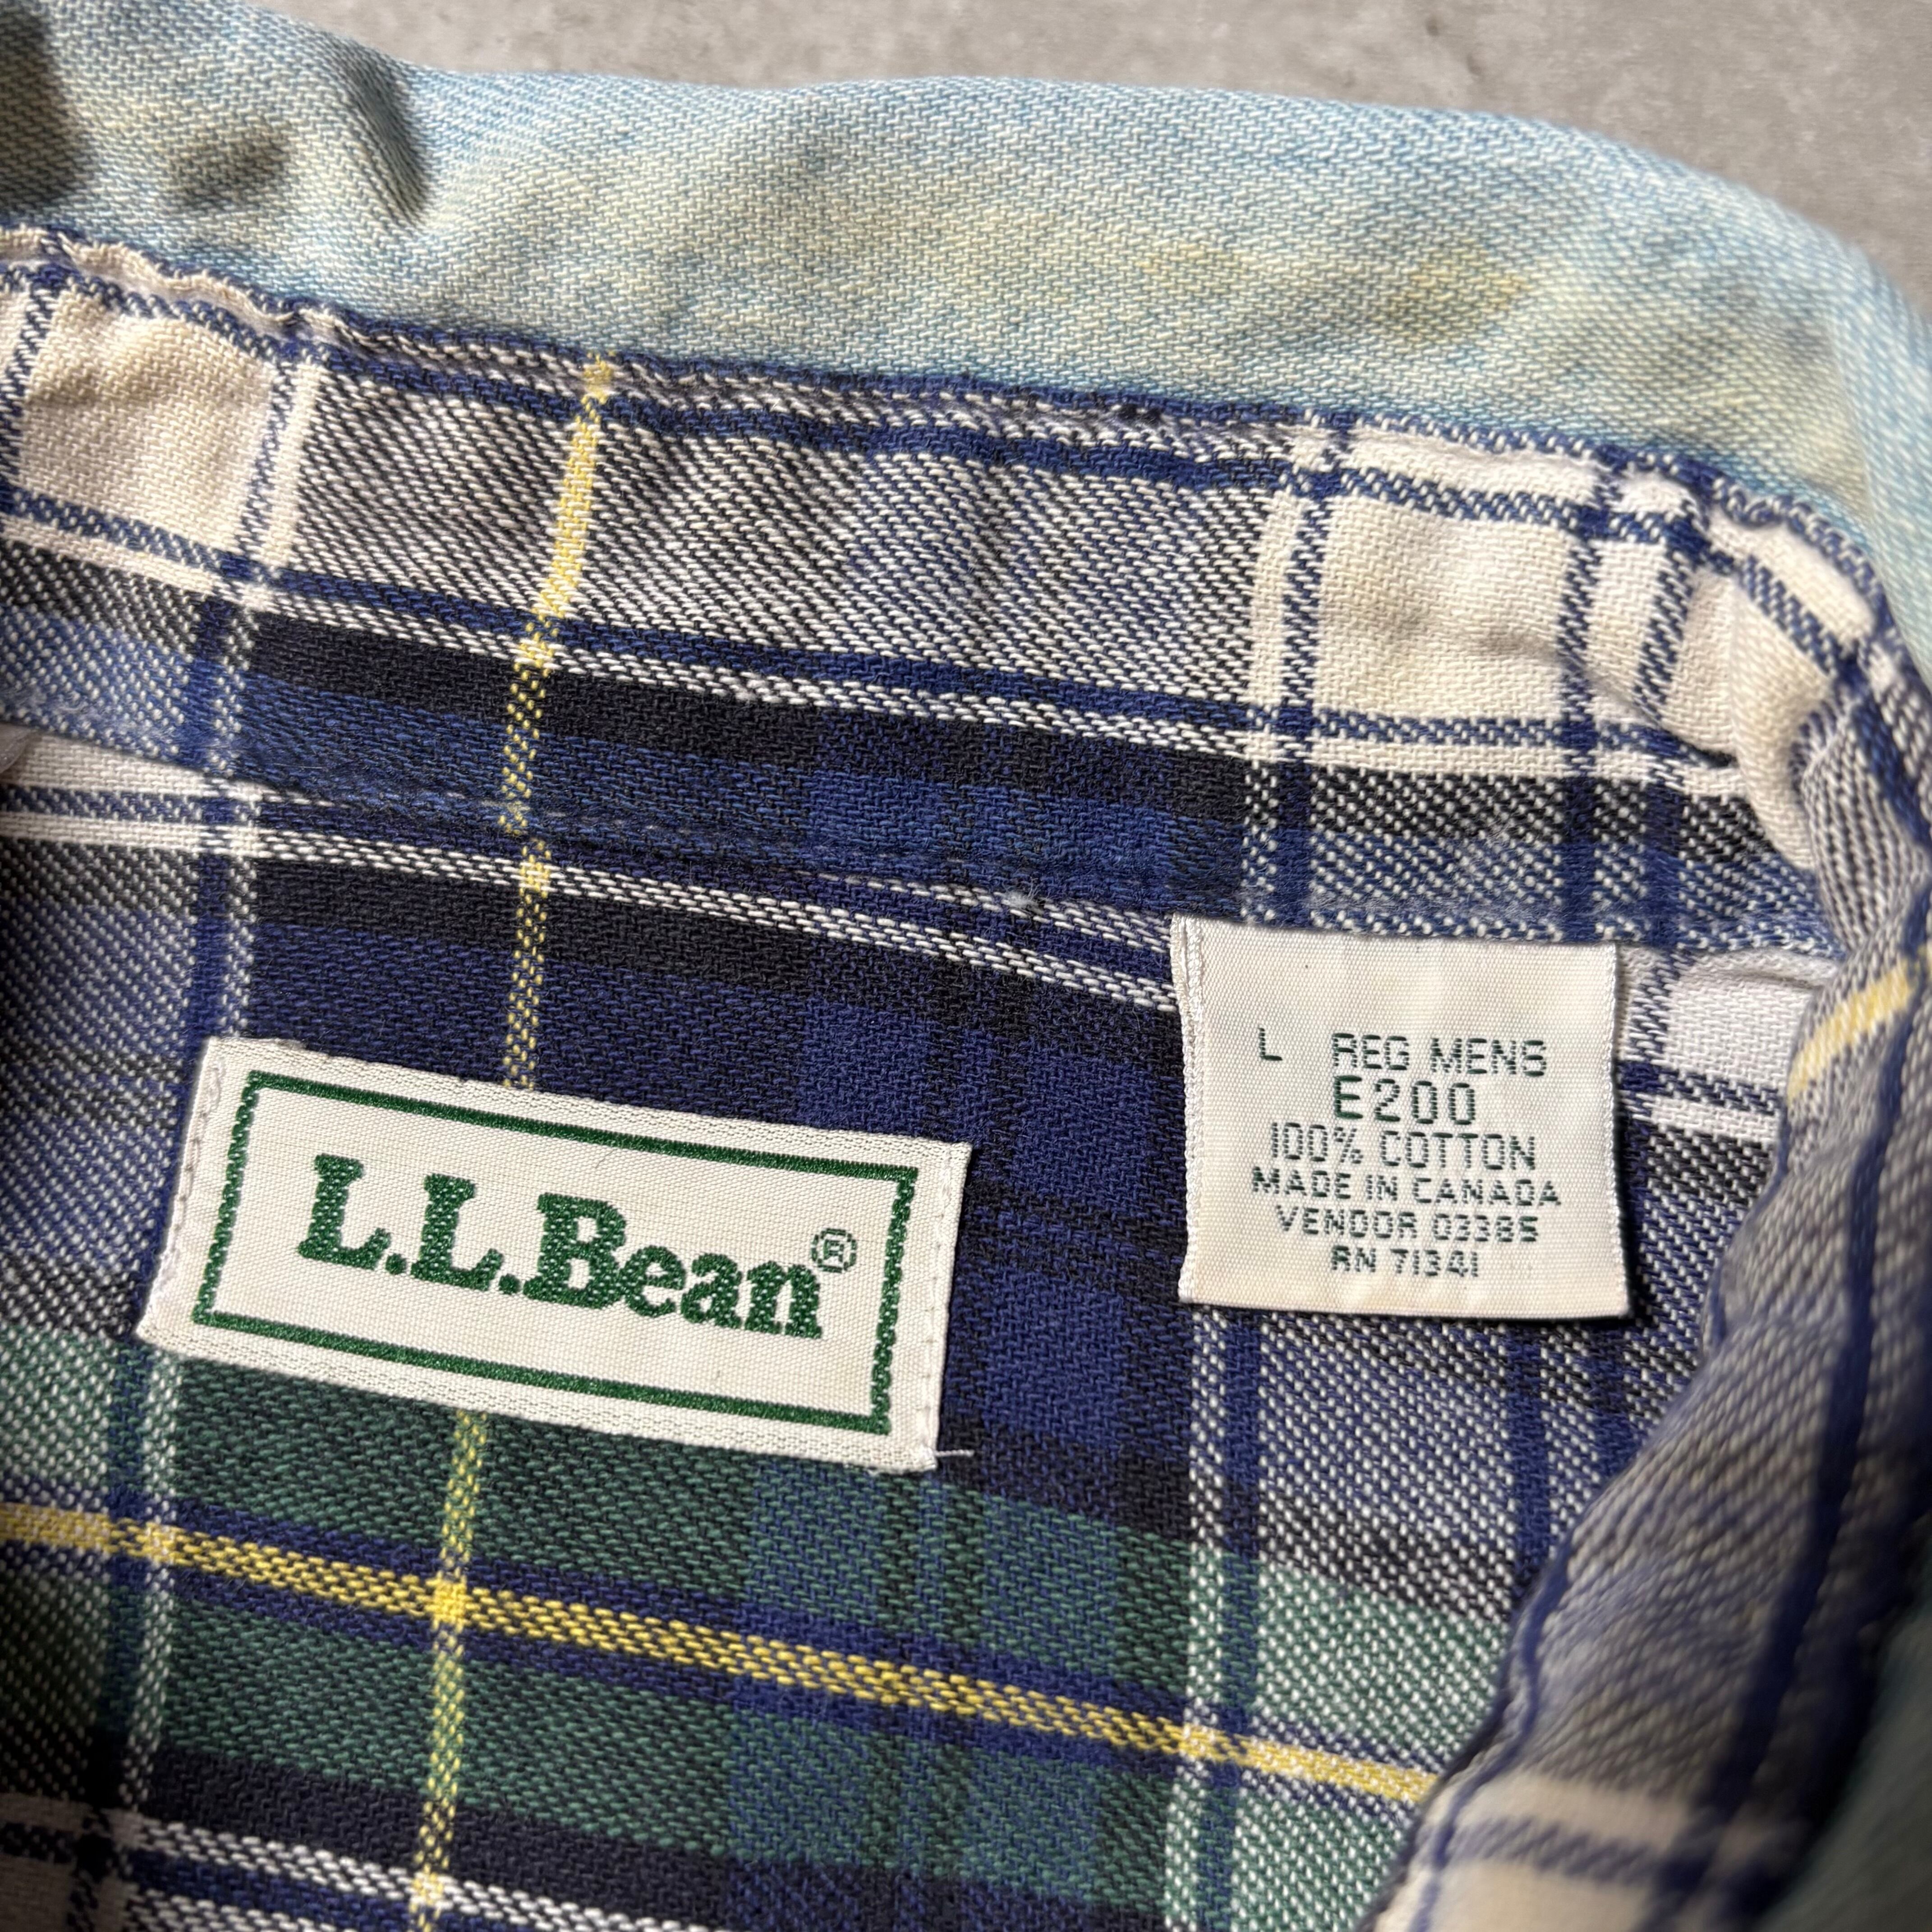 L.L.Bean®
L REG MENS
E200
100% COTTON
MADE IN CANADA
VENDOR 03385
RN 71341